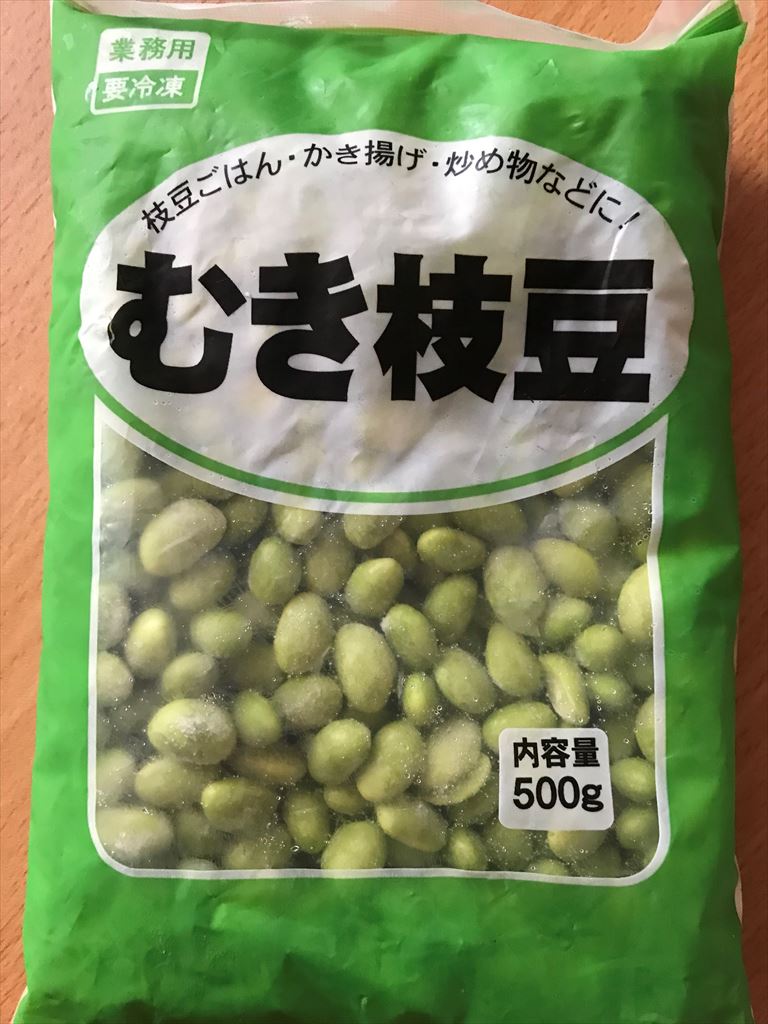 業務用
要冷凍
枝豆ごはん・かき揚げ・炒め物などに！
むき枝豆
内容量
500g